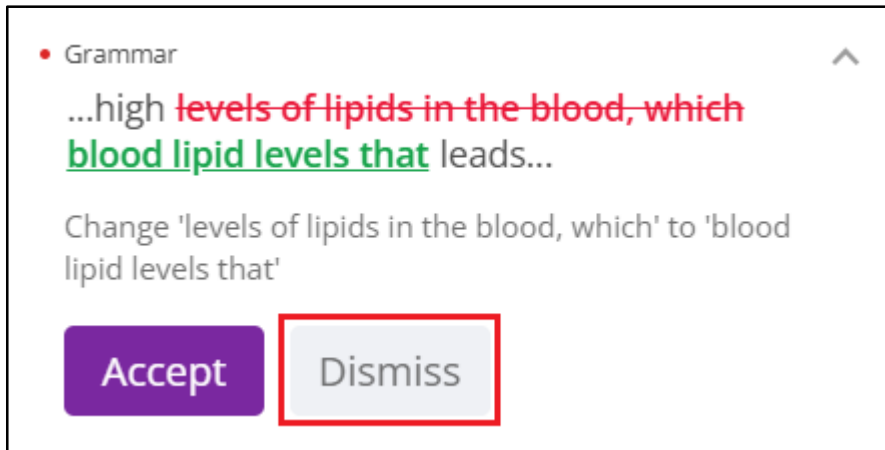 Grammar
...high levels of lipids in the blood, which
blood lipid levels that leads...
Change 'levels of lipids in the blood, which' to 'blood
lipid levels that'
Accept Dismiss